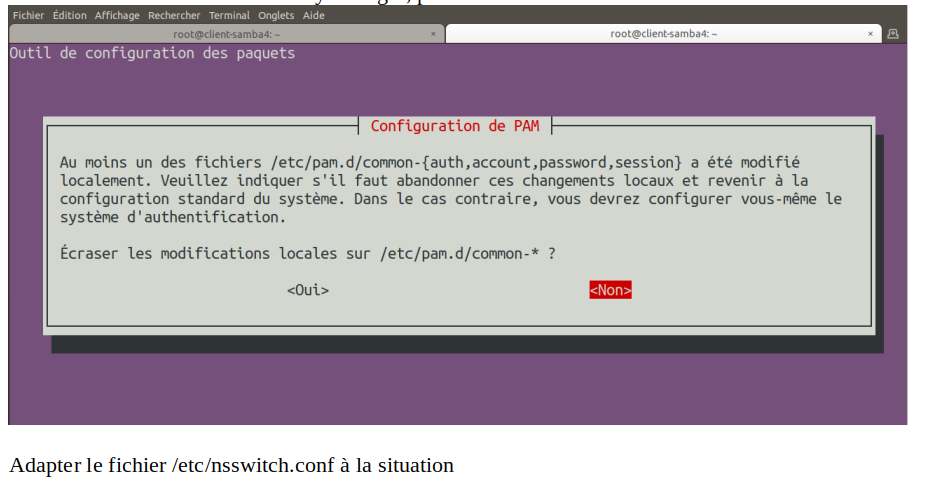 Fichier Édition Affichage Rechercher Terminal Onglets Aide
root@client-samba4: ~ × root@client-samba4: ~ ×
Outil de configuration des paquets
Configuration de PAM
Au moins un des fichiers /etc/pam.d/common-{auth,account,password,session} a été modifié
localement. Veuillez indiquer s'il faut abandonner ces changements locaux et revenir à la
configuration standard du système. Dans le cas contraire, vous devrez configurer vous-même le
système d'authentification.
Écraser les modifications locales sur /etc/pam.d/common-* ?
<Oui> <Non>
Adapter le fichier /etc/nsswitch.conf à la situation